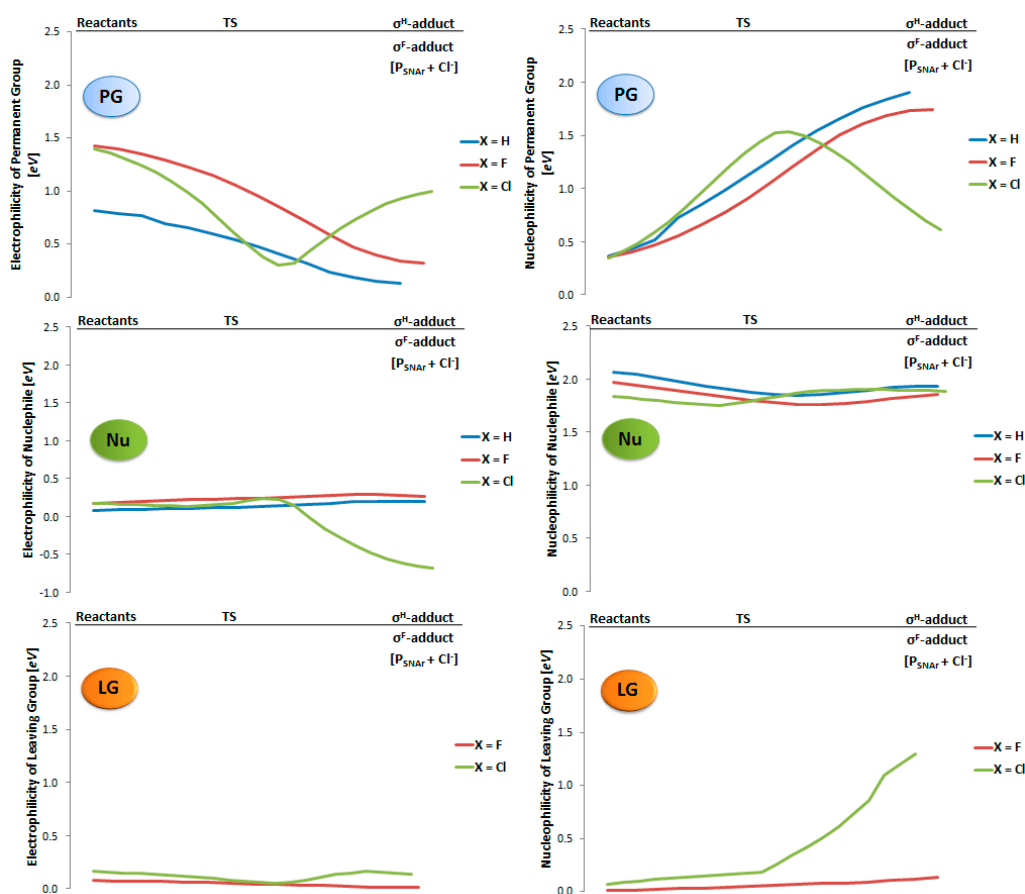 Reactants TS σᴴ-adduct
σF-adduct
[PSNAr + Cl-]
Electrophilicity of Permanent Group
[eV]
2.5
2.0
1.5
1.0
0.5
0.0
PG
X = H
X = F
X = Cl
Reactants TS σᴴ-adduct
σF-adduct
[PSNAr + Cl-]
Nucleophilicity of Permanent Group
[eV]
2.5
2.0
1.5
1.0
0.5
0.0
PG
X = H
X = F
X = Cl
Reactants TS σᴴ-adduct
σF-adduct
[PSNAr + Cl-]
Electrophilicity of Nuclephile [eV]
2.5
2.0
1.5
1.0
0.5
0.0
-0.5
-1.0
Nu
X = H
X = F
X = Cl
Reactants TS σᴴ-adduct
σF-adduct
[PSNAr + Cl-]
Nucleophilicity of Nuclephile [eV]
2.5
2.0
1.5
1.0
0.5
0.0
Nu
X = H
X = F
X = Cl
Reactants TS σᴴ-adduct
σF-adduct
[PSNAr + Cl-]
Electrophilicity of Leaving Group [eV]
2.5
2.0
1.5
1.0
0.5
0.0
LG
X = F
X = Cl
Reactants TS σᴴ-adduct
σF-adduct
[PSNAr + Cl-]
Nucleophilicity of Leaving Group [eV]
2.5
2.0
1.5
1.0
0.5
0.0
LG
X = F
X = Cl